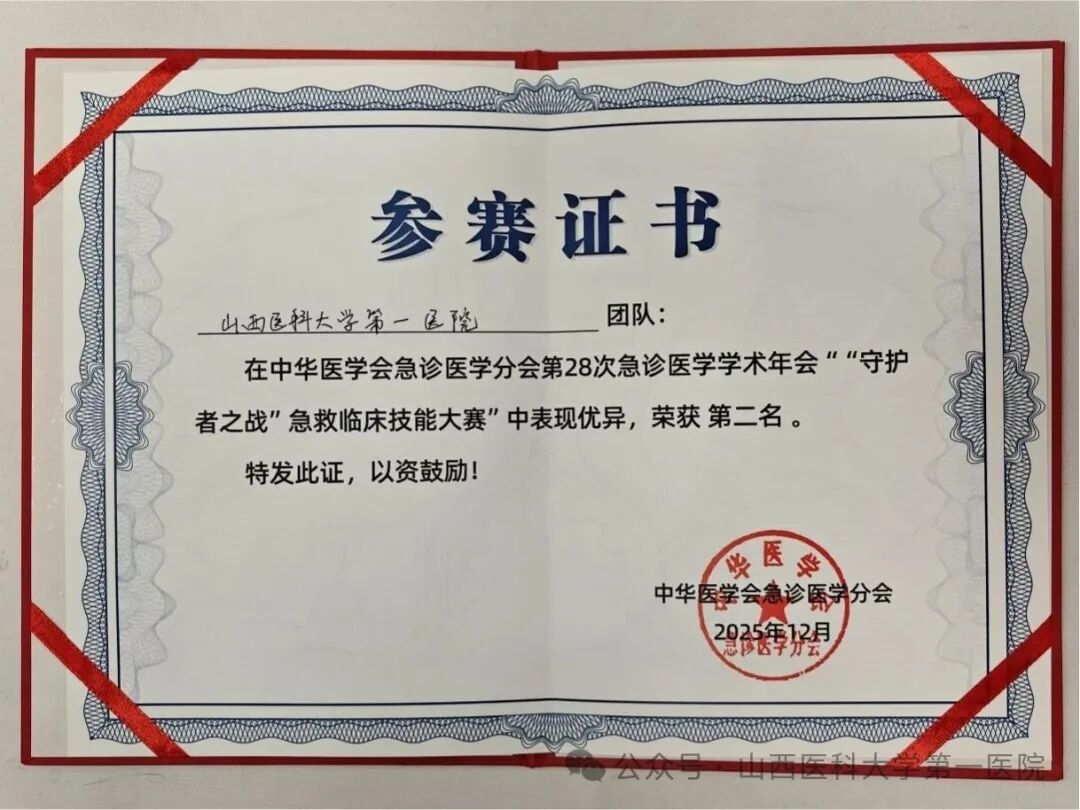 参赛证书
山西医科大学第一医院 团队：
在中华医学会急诊医学分会第28次急诊医学学术年会““守护
者之战”急救临床技能大赛”中表现优异，荣获 第二名 。
特发此证，以资鼓励！
中华医学会
中华医学会急诊医学分会
2025年12月
急诊医学分会
公众号·山西医科大学第一医院